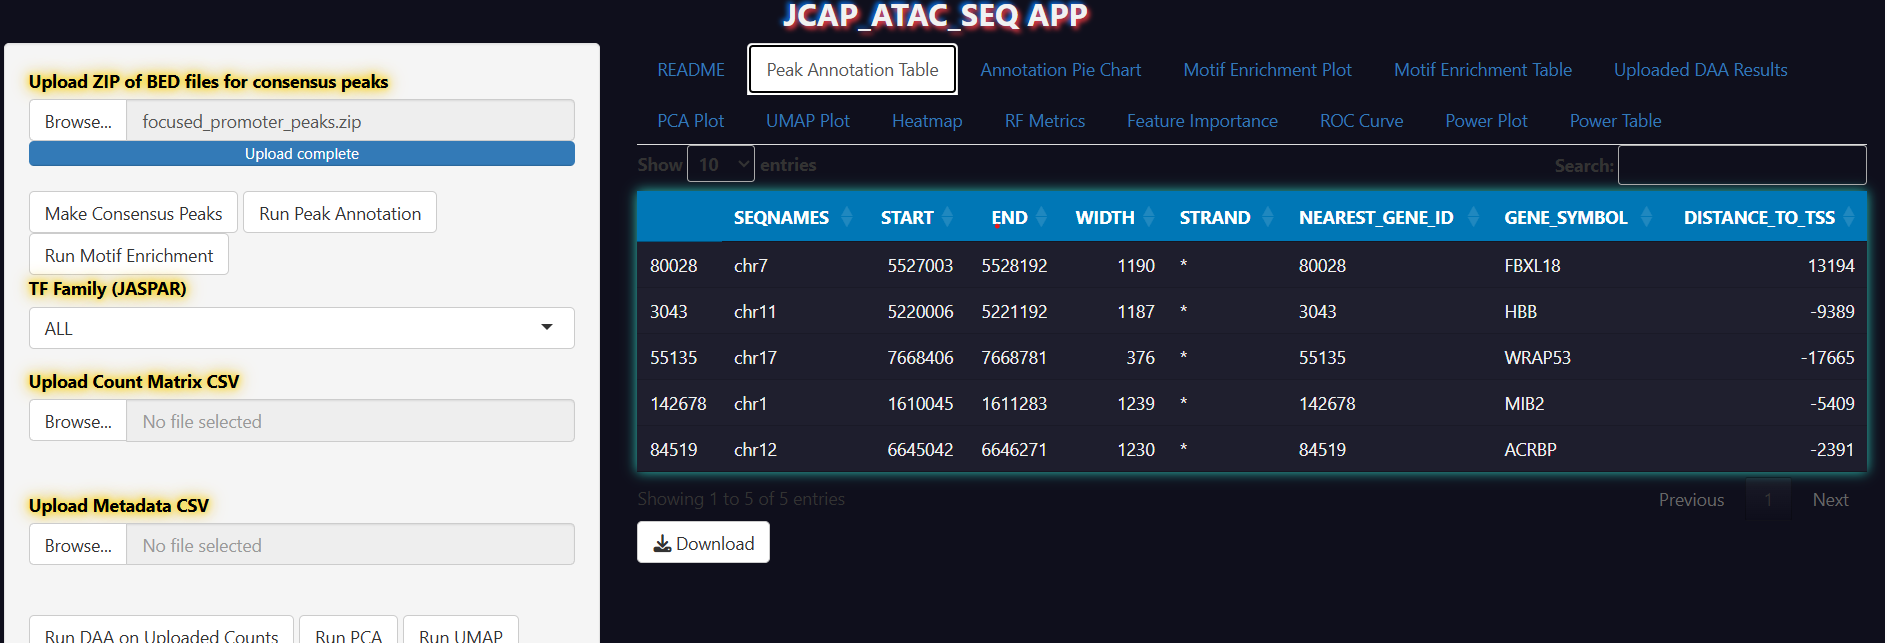 JCAP_ATAC_SEQ APP
Upload ZIP of BED files for consensus peaks
Browse... focused_promoter_peaks.zip
Upload complete
Make Consensus Peaks Run Peak Annotation
Run Motif Enrichment
TF Family (JASPAR)
ALL
Upload Count Matrix CSV
Browse... No file selected
Upload Metadata CSV
Browse... No file selected
Run DAA on Uploaded Counts Run PCA Run UMAP
README Peak Annotation Table Annotation Pie Chart Motif Enrichment Plot Motif Enrichment Table Uploaded DAA Results
PCA Plot UMAP Plot Heatmap RF Metrics Feature Importance ROC Curve Power Plot Power Table
Show 10 entries Search:
SEQNAMES START END WIDTH STRAND NEAREST_GENE_ID GENE_SYMBOL DISTANCE_TO_TSS
80028 chr7 5527003 5528192 1190 * 80028 FBXL18 13194
3043 chr11 5220006 5221192 1187 * 3043 HBB -9389
55135 chr17 7668406 7668781 376 * 55135 WRAP53 -17665
142678 chr1 1610045 1611283 1239 * 142678 MIB2 -5409
84519 chr12 6645042 6646271 1230 * 84519 ACRBP -2391
Showing 1 to 5 of 5 entries Previous 1 Next
Download